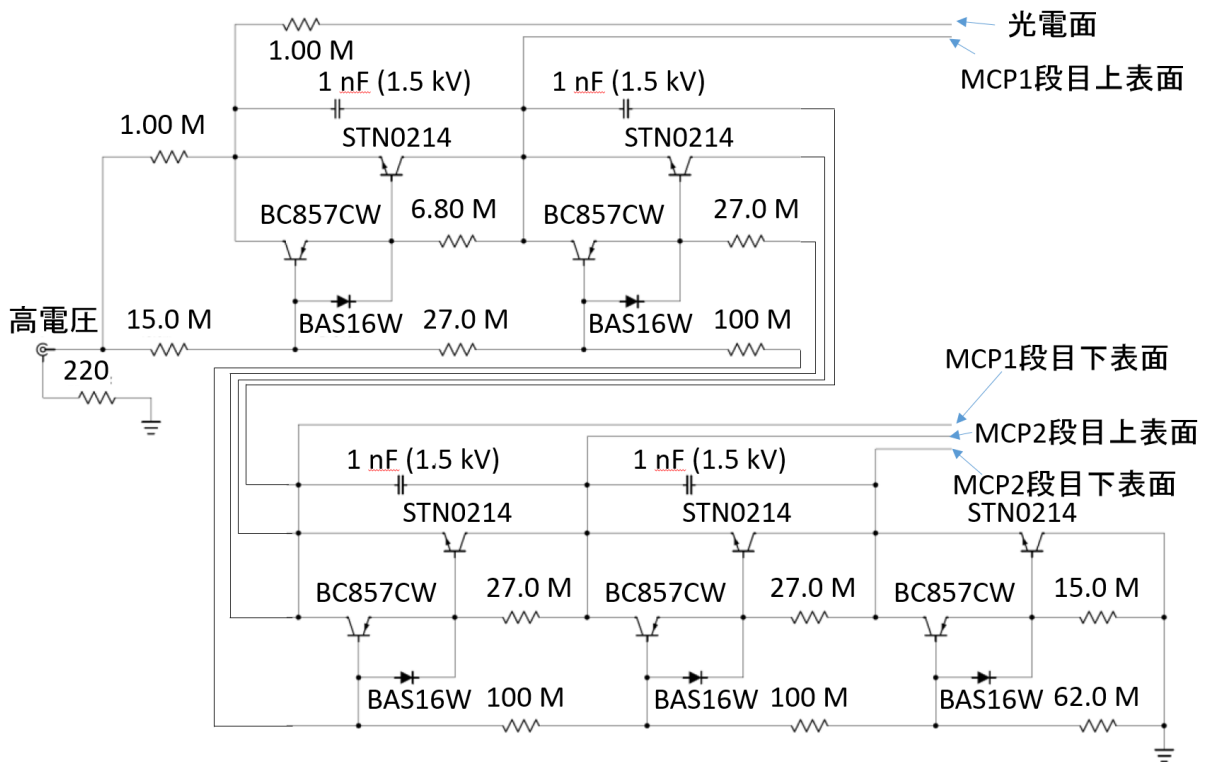 1.00 M
光電面
MCP1段目上表面
1 nF (1.5 kV)
1 nF (1.5 kV)
1.00 M
STN0214
STN0214
BC857CW
6.80 M
BC857CW
27.0 M
高電圧
15.0 M
BAS16W
27.0 M
BAS16W
100 M
220
MCP1段目下表面
MCP2段目上表面
MCP2段目下表面
1 nF (1.5 kV)
1 nF (1.5 kV)
STN0214
STN0214
STN0214
BC857CW
27.0 M
BC857CW
27.0 M
BC857CW
15.0 M
BAS16W
100 M
BAS16W
100 M
BAS16W
62.0 M